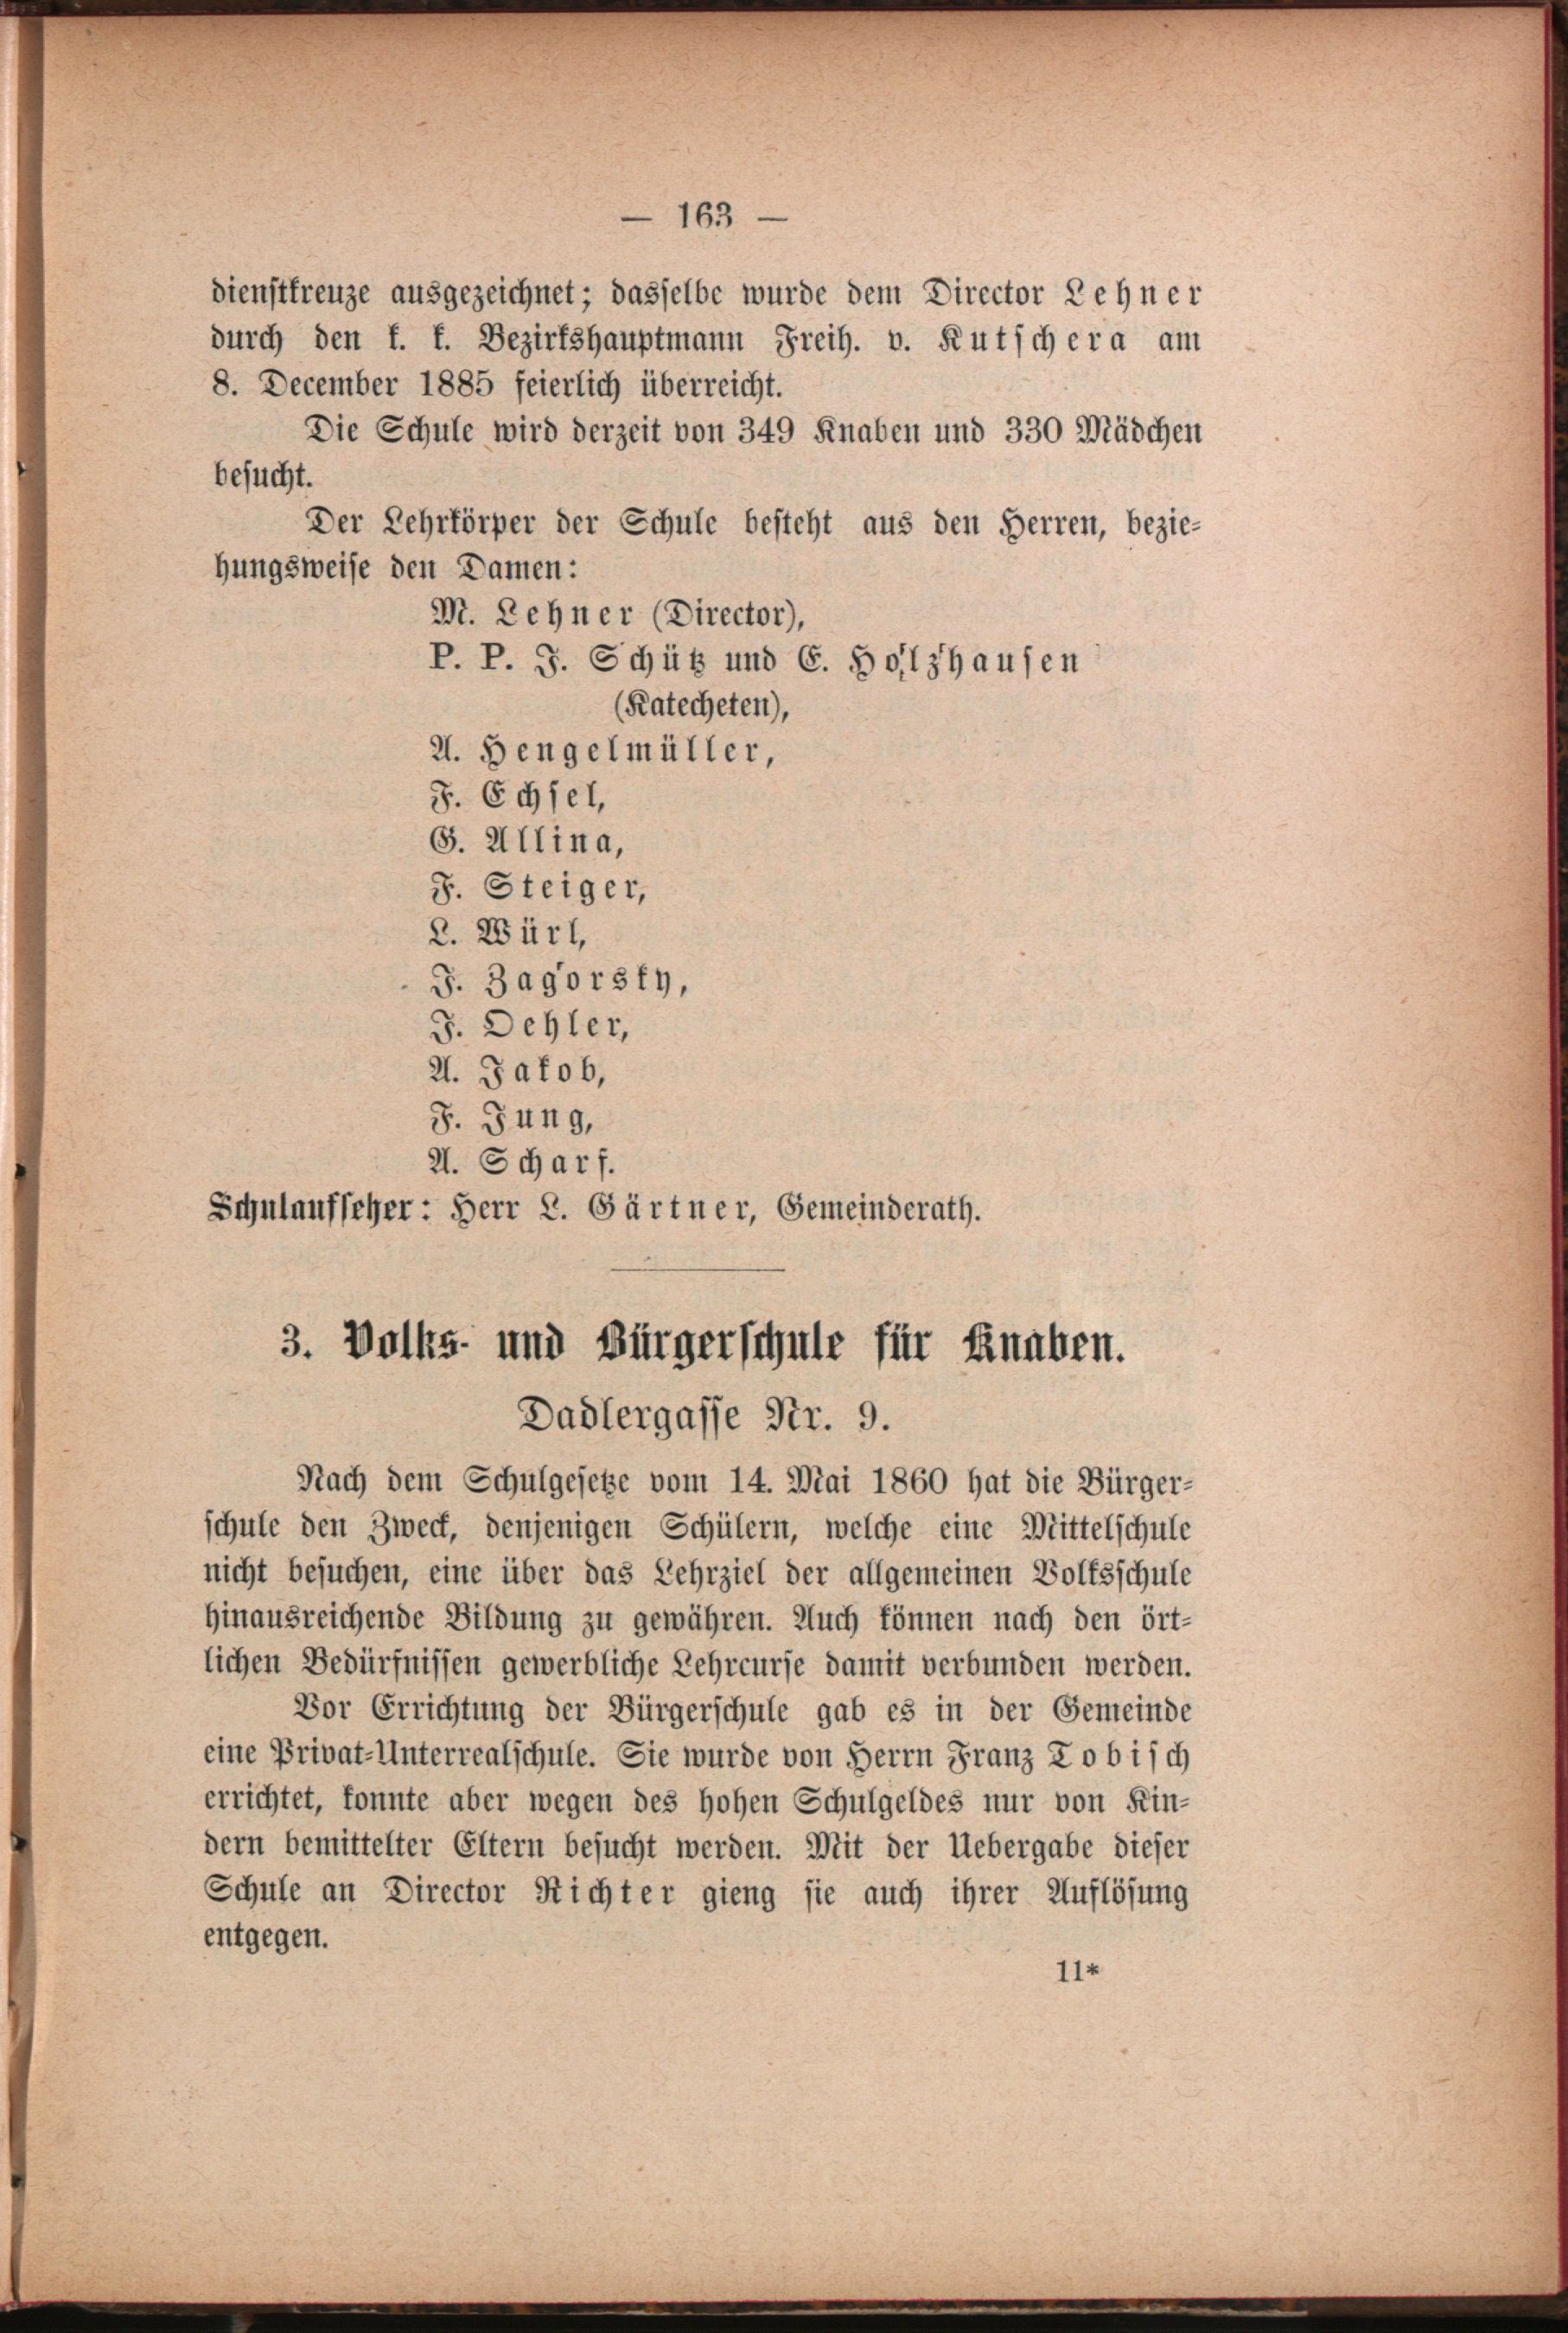 — 163 —
dienstkreuze ausgezeichnet; dasselbe wurde dem Director Lehner
durch den k. k. Bezirkshauptmann Freih. v. Kutschera am
8. December 1885 feierlich überreicht.
Die Schule wird derzeit von 349 Knaben und 330 Mädchen
besucht.
Der Lehrkörper der Schule besteht aus den Herren, bezie-
hungsweise den Damen:
M. Lehner (Director),
P. P. J. Schütz und E. Holzhausen
(Katecheten),
A. Hengelmüller,
F. Echsel,
G. Allina,
F. Steiger,
L. Würl,
J. Zagorsky,
J. Oehler,
A. Jakob,
F. Jung,
A. Scharf.
Schulaufseher: Herr L. Gärtner, Gemeinderath.
3. Volks- und Bürgerschule für Knaben.
Dadlergasse Nr. 9.
Nach dem Schulgesetze vom 14. Mai 1860 hat die Bürger-
schule den Zweck, denjenigen Schülern, welche eine Mittelschule
nicht besuchen, eine über das Lehrziel der allgemeinen Volksschule
hinausreichende Bildung zu gewähren. Auch können nach den ört-
lichen Bedürfnissen gewerbliche Lehrcurse damit verbunden werden.
Vor Errichtung der Bürgerschule gab es in der Gemeinde
eine Privat-Unterrealschule. Sie wurde von Herrn Franz Tobisch
errichtet, konnte aber wegen des hohen Schulgeldes nur von Kin-
dern bemittelter Eltern besucht werden. Mit der Uebergabe dieser
Schule an Director Richter gieng sie auch ihrer Auflösung
entgegen.
11*